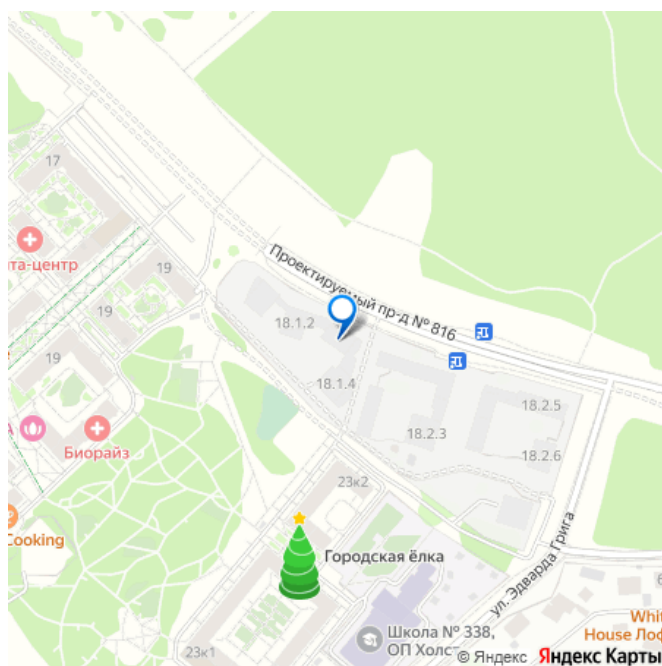 17
нта-центр
19
19
19
Проектируемый пр-д № 816
18.1.2
18.1.4
18.2.5
18.2.3
18.2.6
Биорайз
23к2
Cooking
Городская ёлка
ул. Эдварда Грига
Школа № 338,
ОП Холст
23к1
Whit
House Лоф
© Яндекс Яндекс Карты